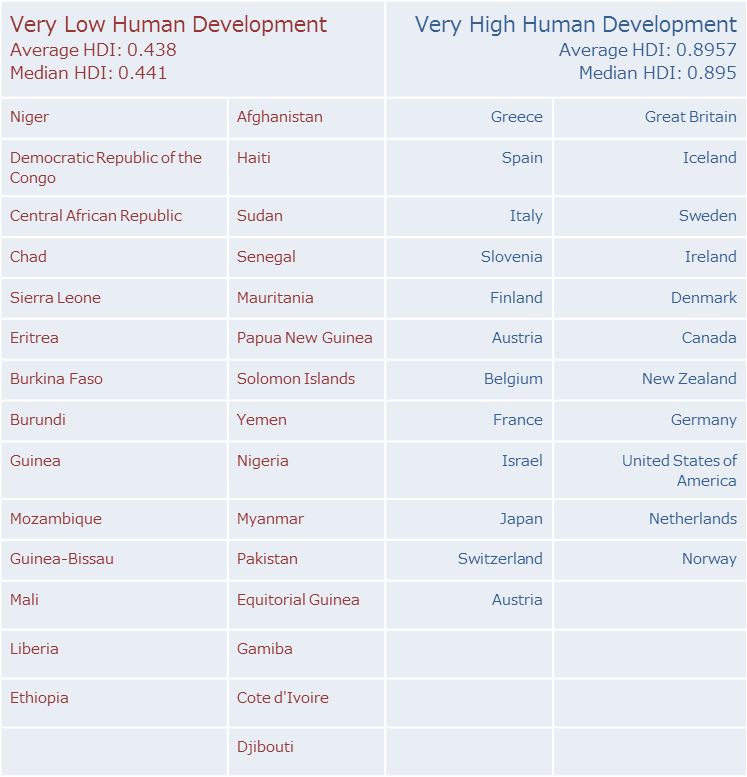 Very Low Human Development
Average HDI: 0.438
Median HDI: 0.441
Very High Human Development
Average HDI: 0.8957
Median HDI: 0.895
Niger
Afghanistan
Greece
Great Britain
Democratic Republic of the
Congo
Haiti
Spain
Iceland
Central African Republic
Sudan
Italy
Sweden
Chad
Senegal
Slovenia
Ireland
Sierra Leone
Mauritania
Finland
Denmark
Eritrea
Papua New Guinea
Austria
Canada
Burkina Faso
Solomon Islands
Belgium
New Zealand
Burundi
Yemen
France
Germany
Guinea
Nigeria
Israel
United States of
America
Mozambique
Myanmar
Japan
Netherlands
Guinea-Bissau
Pakistan
Switzerland
Norway
Mali
Equitorial Guinea
Austria
Liberia
Gamiba
Ethiopia
Cote d'Ivoire
Djibouti